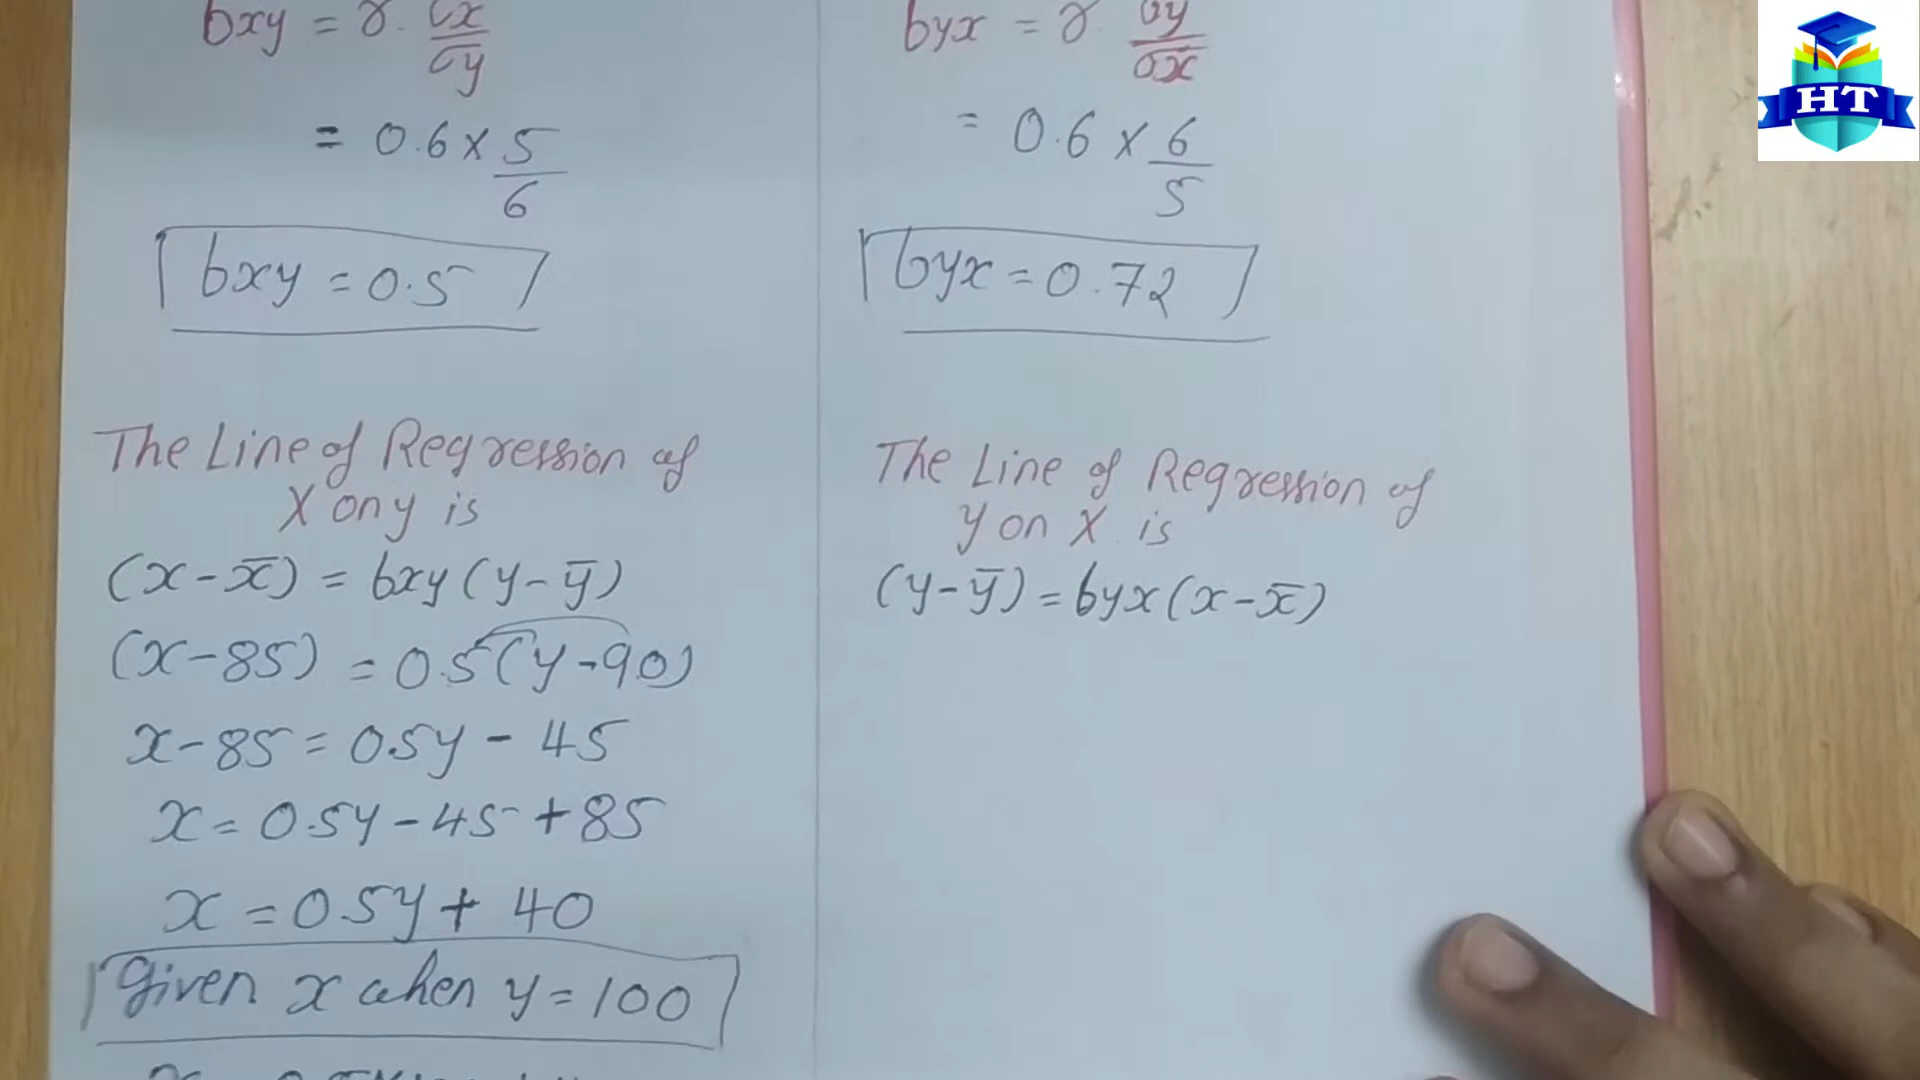 bxy = r. σx/σy
= 0.6 × 5/6
bxy = 0.5
The Line of Regression of
X on y is
(x - x̄) = bxy (y - ȳ)
(x - 85) = 0.5 (y - 90)
x - 85 = 0.5y - 45
x = 0.5y - 45 + 85
x = 0.5y + 40
Given x when y = 100
byx = r. σy/σx
= 0.6 × 6/5
byx = 0.72
The Line of Regression of
y on X is
(y - ȳ) = byx (x - x̄)
HT